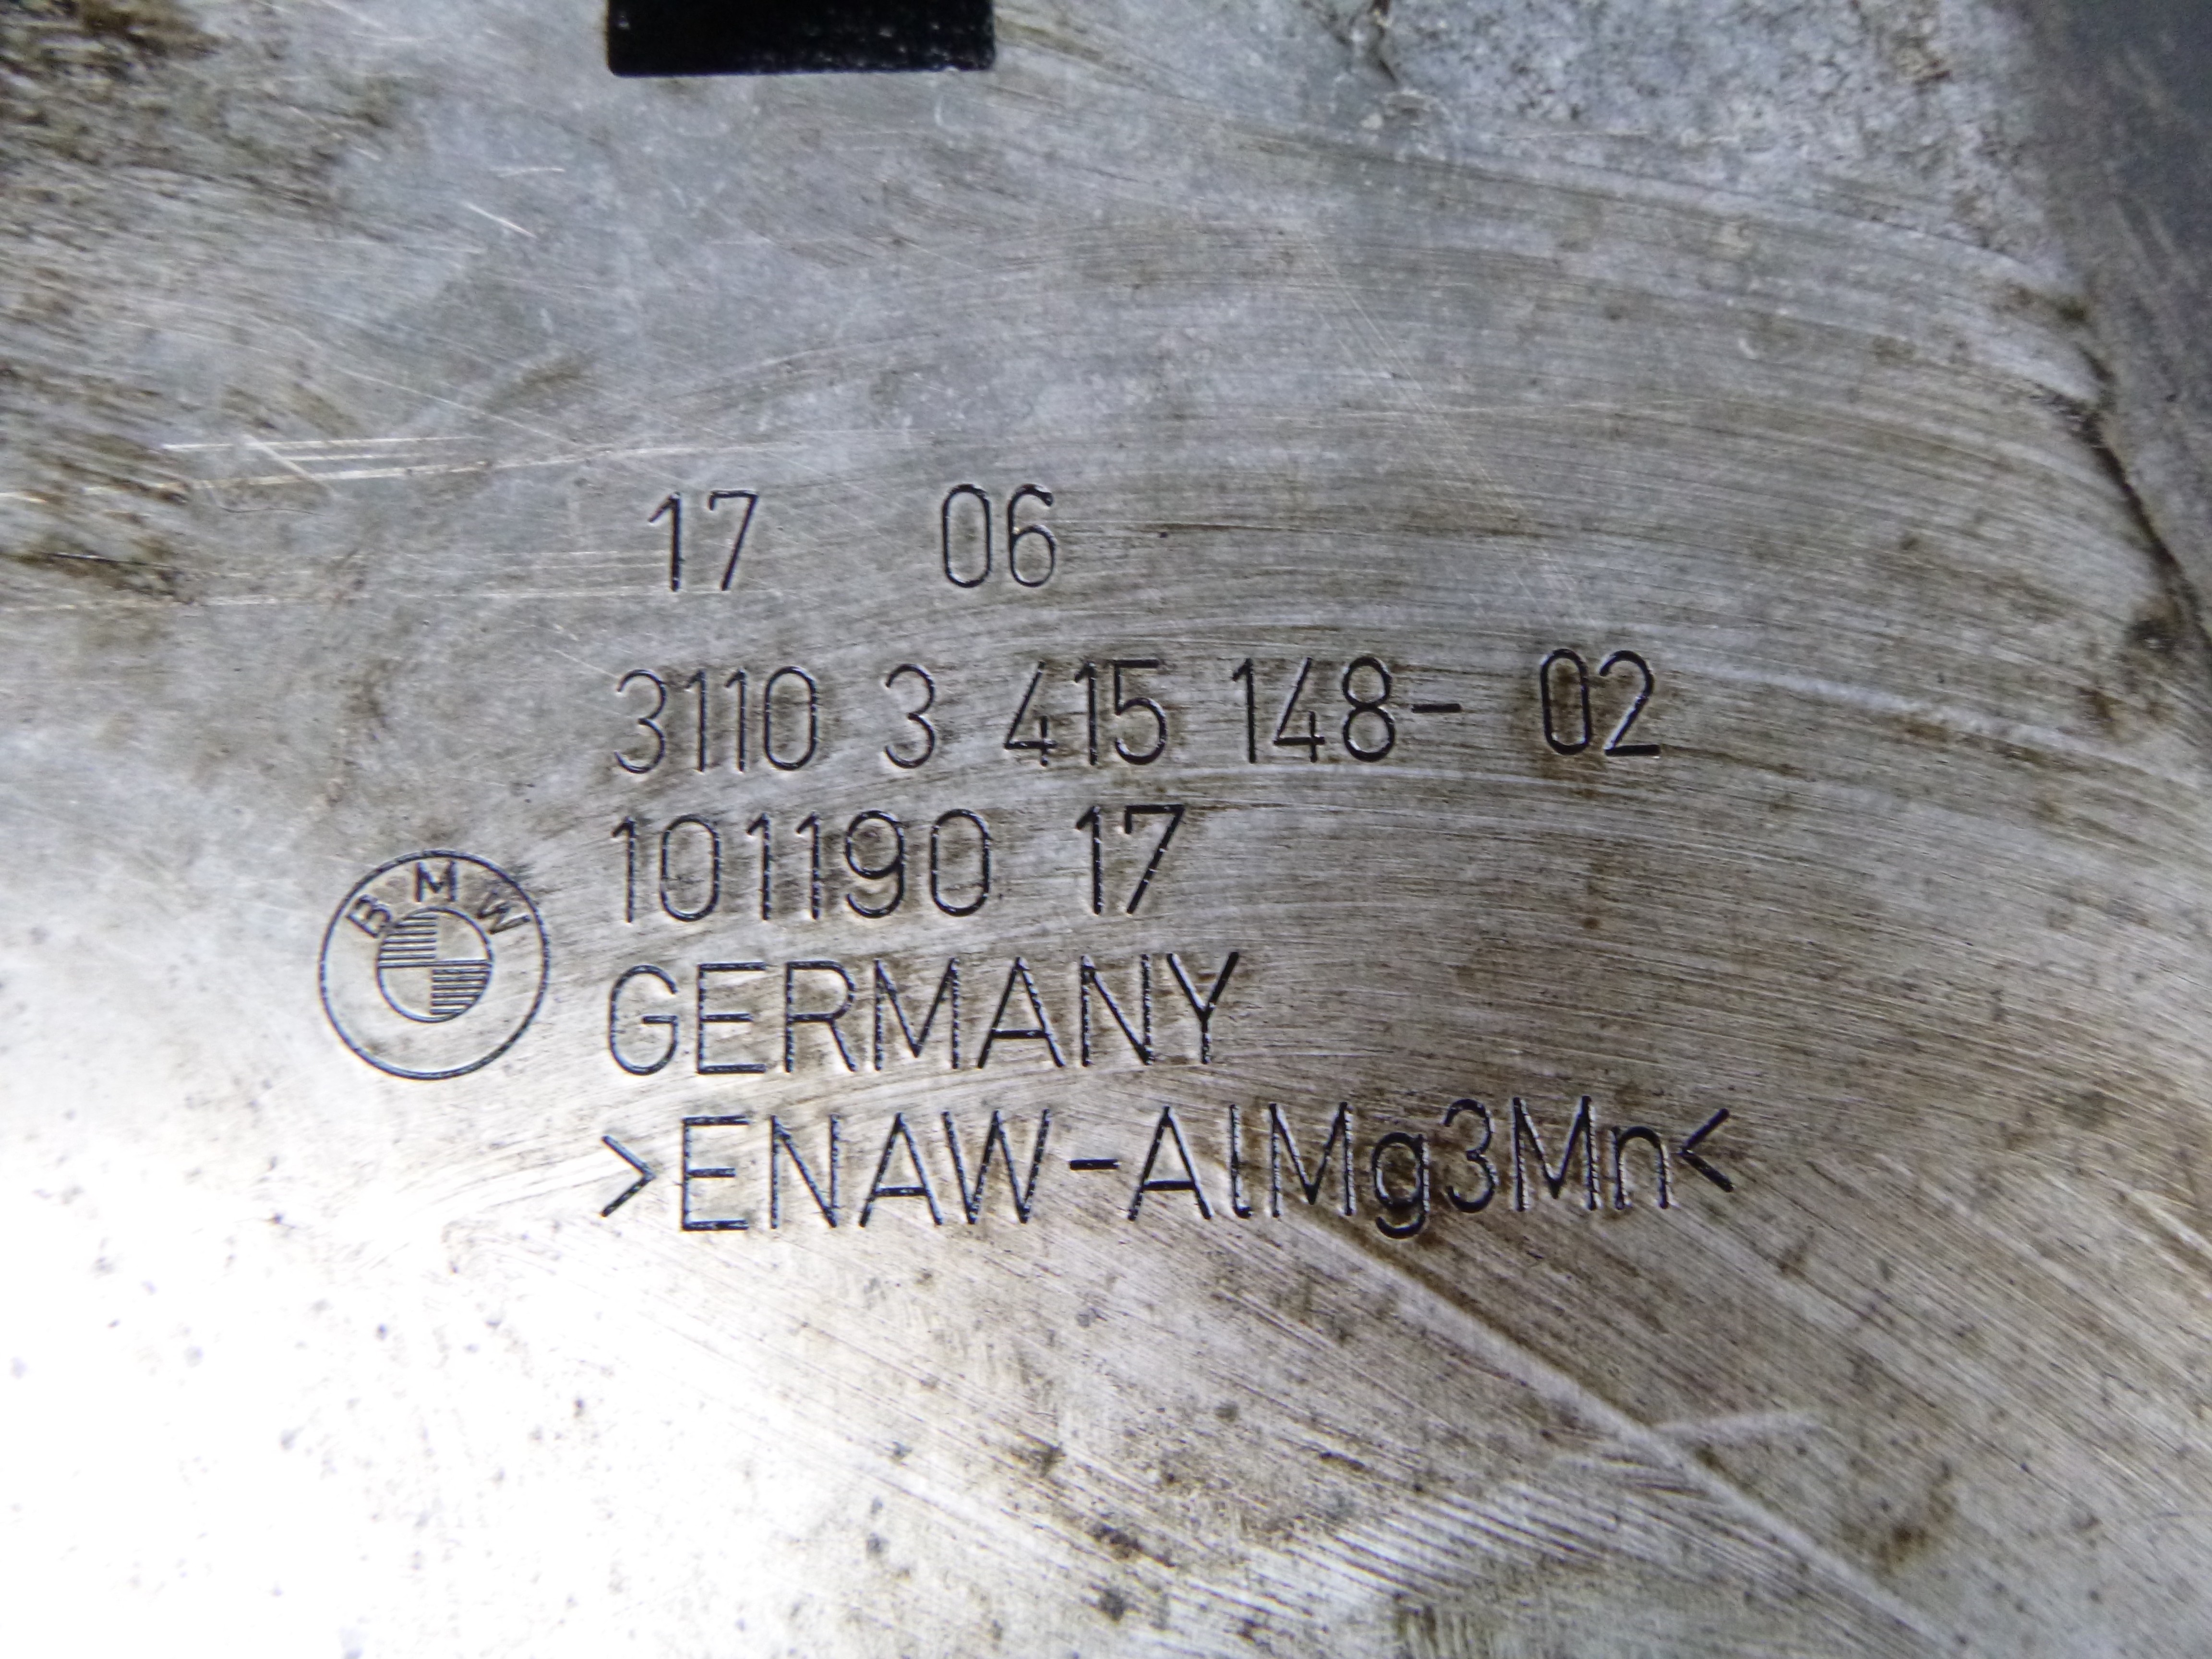 17 06
3110 3 415 148- 02
101190 17
BMW
GERMANY
>ENAW-AlMg3Mn<